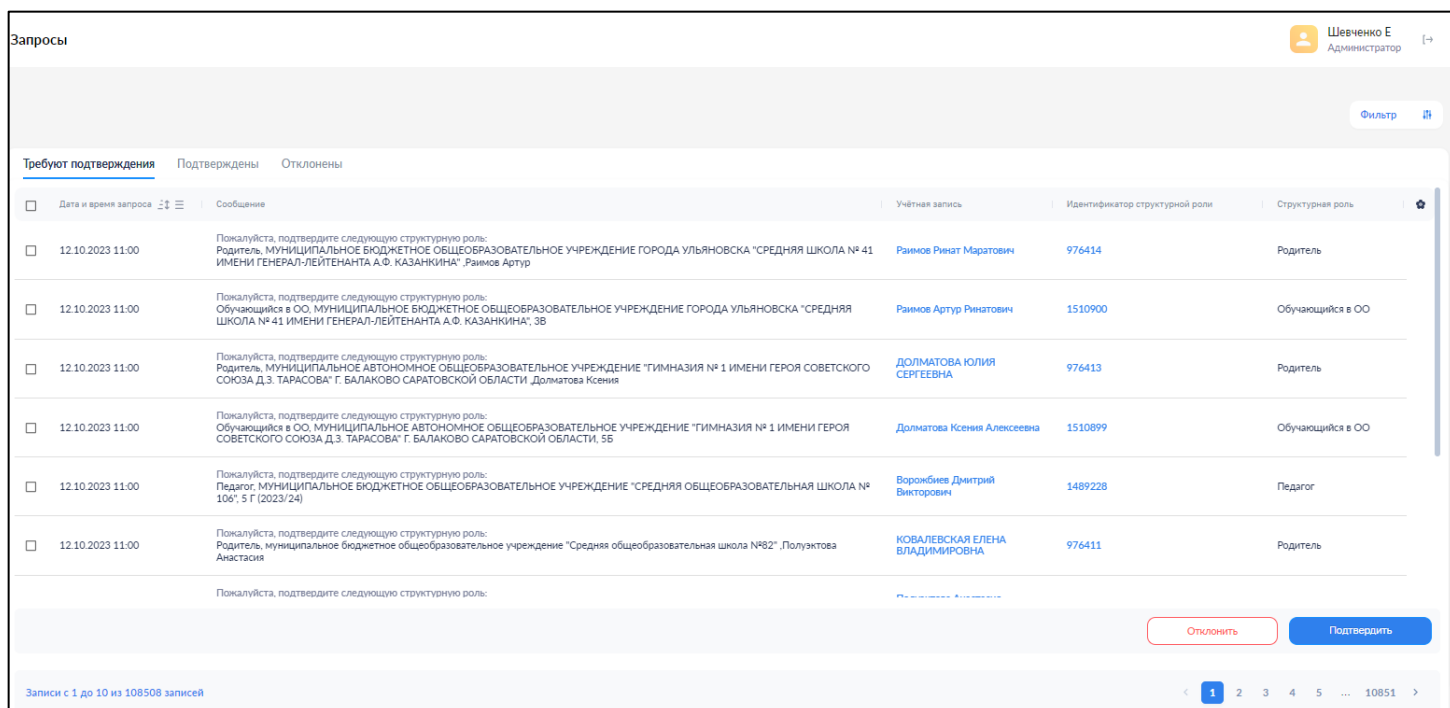 Запросы
Шевченко Е
Администратор
Фильтр
Требуют подтверждения Подтверждены Отклонены
Дата и время запроса Сообщение Учётная запись Идентификатор структурной роли Структурная роль
Пожалуйста, подтвердите следующую структурную роль:
12.10.2023 11:00 Родитель, МУНИЦИПАЛЬНОЕ БЮДЖЕТНОЕ ОБЩЕОБРАЗОВАТЕЛЬНОЕ УЧРЕЖДЕНИЕ ГОРОДА УЛЬЯНОВСКА "СРЕДНЯЯ ШКОЛА № 41 Раимов Ринат Маратович 976414 Родитель
ИМЕНИ ГЕНЕРАЛ-ЛЕЙТЕНАНТА А.Ф. КАЗАНКИНА" ,Раимов Артур
Пожалуйста, подтвердите следующую структурную роль:
12.10.2023 11:00 Обучающийся в ОО, МУНИЦИПАЛЬНОЕ БЮДЖЕТНОЕ ОБЩЕОБРАЗОВАТЕЛЬНОЕ УЧРЕЖДЕНИЕ ГОРОДА УЛЬЯНОВСКА "СРЕДНЯЯ Раимов Артур Ринатович 1510900 Обучающийся в ОО
ШКОЛА № 41 ИМЕНИ ГЕНЕРАЛ-ЛЕЙТЕНАНТА А.Ф. КАЗАНКИНА", 3В
Пожалуйста, подтвердите следующую структурную роль:
12.10.2023 11:00 Родитель, МУНИЦИПАЛЬНОЕ АВТОНОМНОЕ ОБЩЕОБРАЗОВАТЕЛЬНОЕ УЧРЕЖДЕНИЕ "ГИМНАЗИЯ № 1 ИМЕНИ ГЕРОЯ СОВЕТСКОГО ДОЛМАТОВА ЮЛИЯ 976413 Родитель
СОЮЗА Д.З. ТАРАСОВА" Г. БАЛАКОВО САРАТОВСКОЙ ОБЛАСТИ ,Долматова Ксения СЕРГЕЕВНА
Пожалуйста, подтвердите следующую структурную роль:
12.10.2023 11:00 Обучающийся в ОО, МУНИЦИПАЛЬНОЕ АВТОНОМНОЕ ОБЩЕОБРАЗОВАТЕЛЬНОЕ УЧРЕЖДЕНИЕ "ГИМНАЗИЯ № 1 ИМЕНИ ГЕРОЯ Долматова Ксения Алексеевна 1510899 Обучающийся в ОО
СОВЕТСКОГО СОЮЗА Д.З. ТАРАСОВА" Г. БАЛАКОВО САРАТОВСКОЙ ОБЛАСТИ, 5Б
Пожалуйста, подтвердите следующую структурную роль:
12.10.2023 11:00 Педагог, МУНИЦИПАЛЬНОЕ БЮДЖЕТНОЕ ОБЩЕОБРАЗОВАТЕЛЬНОЕ УЧРЕЖДЕНИЕ "СРЕДНЯЯ ОБЩЕОБРАЗОВАТЕЛЬНАЯ ШКОЛА № Ворожбиев Дмитрий 1489228 Педагог
106", 5 Г (2023/24) Викторович
Пожалуйста, подтвердите следующую структурную роль:
12.10.2023 11:00 Родитель, муниципальное бюджетное общеобразовательное учреждение "Средняя общеобразовательная школа №82" ,Полуэктова КОВАЛЕВСКАЯ ЕЛЕНА 976411 Родитель
Анастасия ВЛАДИМИРОВНА
Пожалуйста, подтвердите следующую структурную роль:
Отклонить Подтвердить
Записи с 1 до 10 из 108508 записей < 1 2 3 4 5 ... 10851 >